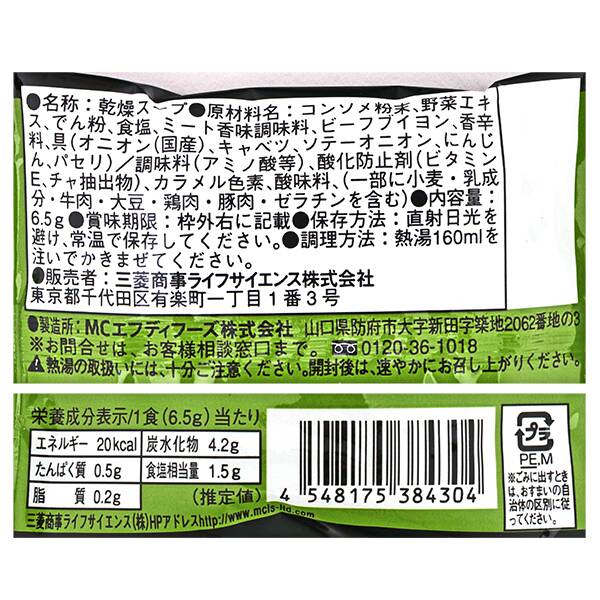 ●名称：乾燥スープ●原材料名：コンソメ粉末、野菜エキ
ス、でん粉、食塩、ミート香味調味料、ビーフブイヨン、香辛
料、具（オニオン（国産）、キャベツ、ソテーオニオン、にんじ
ん、パセリ）／調味料（アミノ酸等）、酸化防止剤（ビタミン
E、チャ抽出物）、カラメル色素、酸味料、（一部に小麦・乳成
分・牛肉・大豆・鶏肉・豚肉・ゼラチンを含む）●内容量：
6.5g●賞味期限：枠外右に記載●保存方法：直射日光を
避け、常温で保存してください。●調理方法：熱湯160mlを
注いでかきまぜてください。
●販売者：三菱商事ライフサイエンス株式会社
東京都千代田区有楽町一丁目1番3号
●製造所：MCエフディフーズ株式会社 山口県防府市大字新田字築地2062番地の3
※お問合せは、お客様相談窓口まで。 0120-36-1018
熱湯の取扱いには、十分ご注意ください。開封後は、速やかにお召し上がりください。
栄養成分表示/1食(6.5g)当たり
エネルギー 20kcal 炭水化物 4.2g
たんぱく質 0.5g 食塩相当量 1.5g
脂 質 0.2g （推定値）
三菱商事ライフサイエンス(株)HPアドレスhttp://www.mcls-ltd.com
4 548175 384304
プラ
PE,M
※ごみに出すとき
は、おすまいの自
治体の区別に従
ってください。